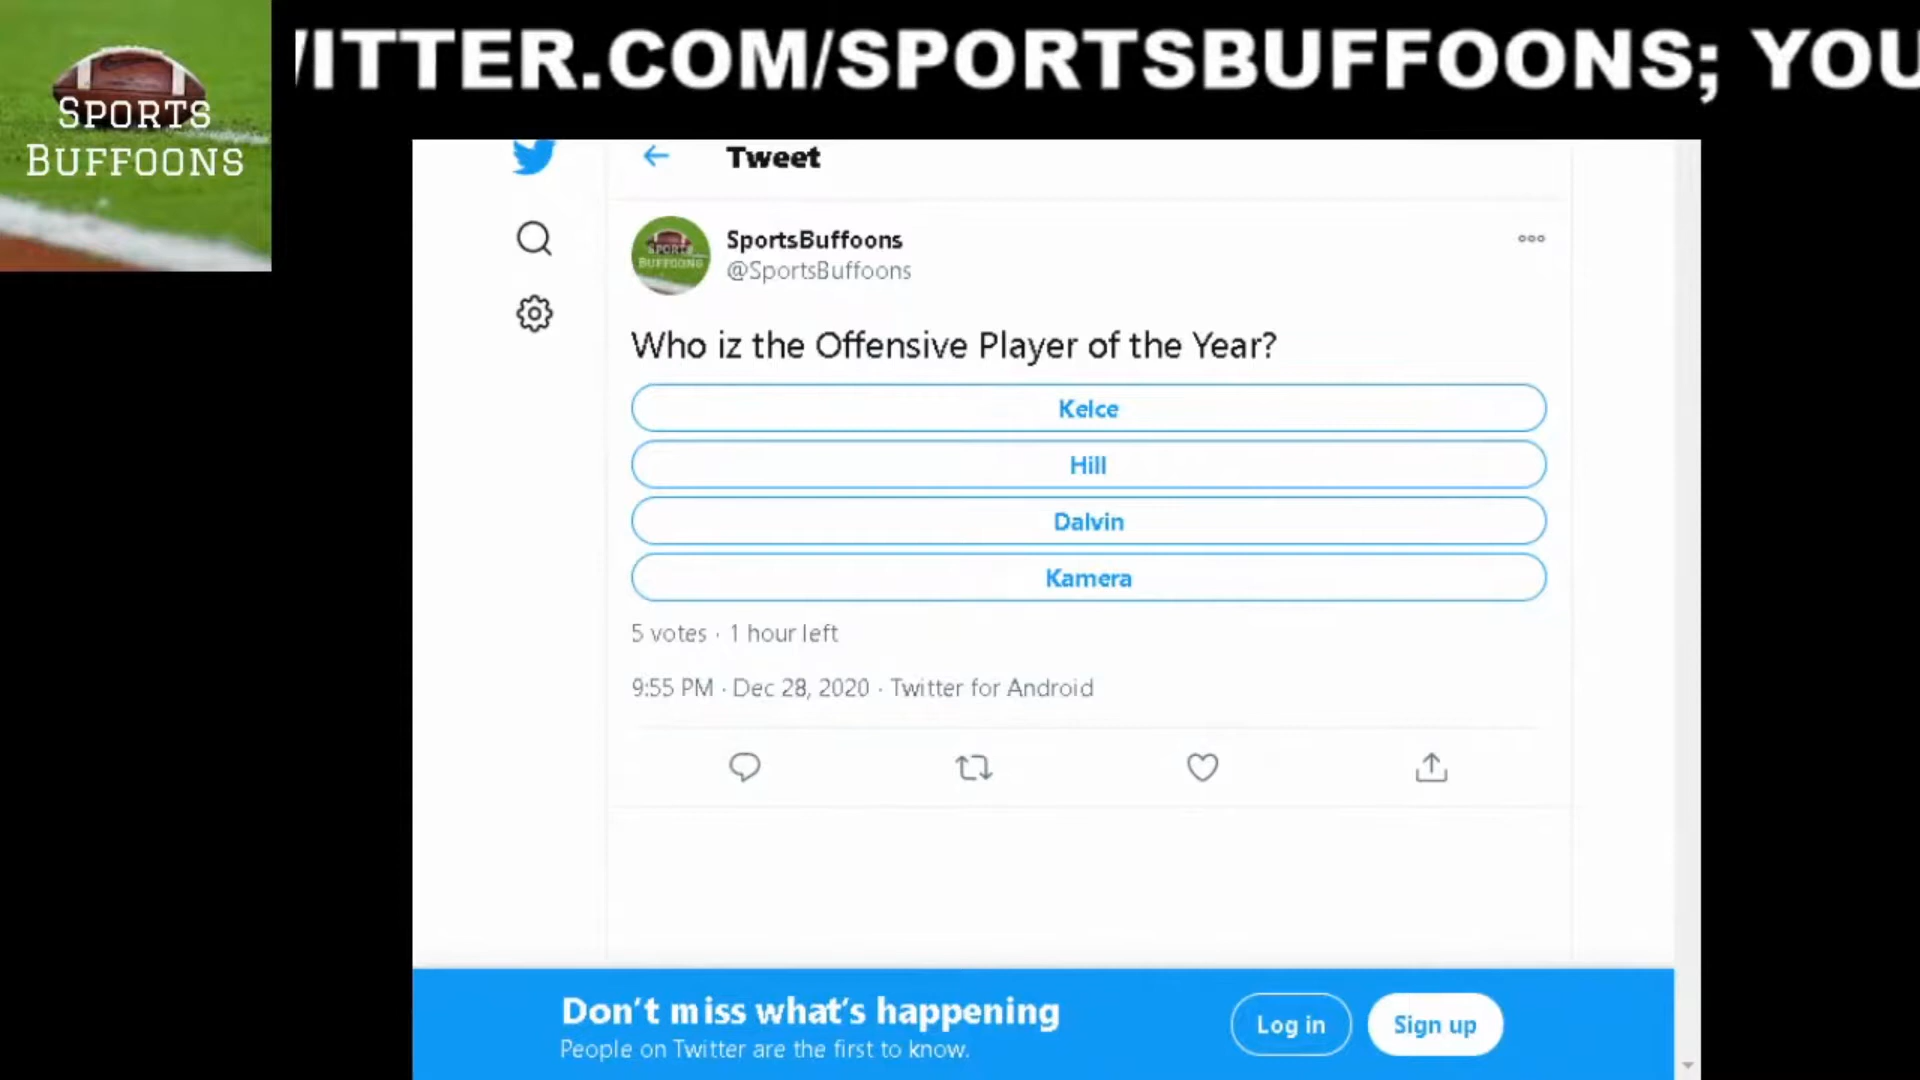 SPORTS
BUFFOONS
ITTER.COM/SPORTSBUFFOONS; YOU
Tweet
SPORTS
BUFFOONS
SportsBuffoons
@SportsBuffoons
Who iz the Offensive Player of the Year?
Kelce
Hill
Dalvin
Kamera
5 votes · 1 hour left
9:55 PM · Dec 28, 2020 · Twitter for Android
Don't miss what's happening
People on Twitter are the first to know.
Log in
Sign up